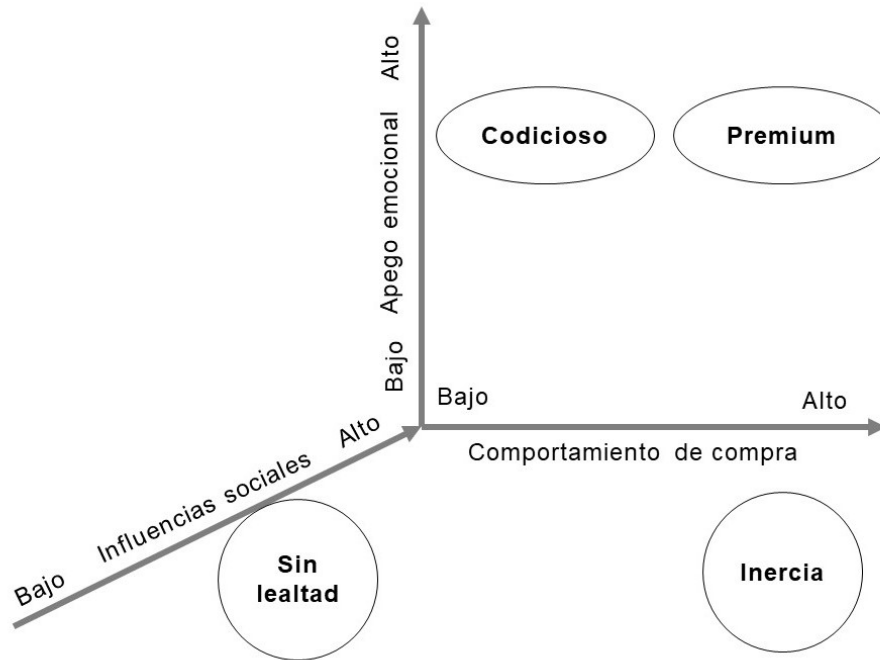 Alto
Codicioso
Premium
Apego emocional
Bajo
Bajo
Alto
Comportamiento de compra
Alto
Influencias sociales
Bajo
Sin
lealtad
Inercia